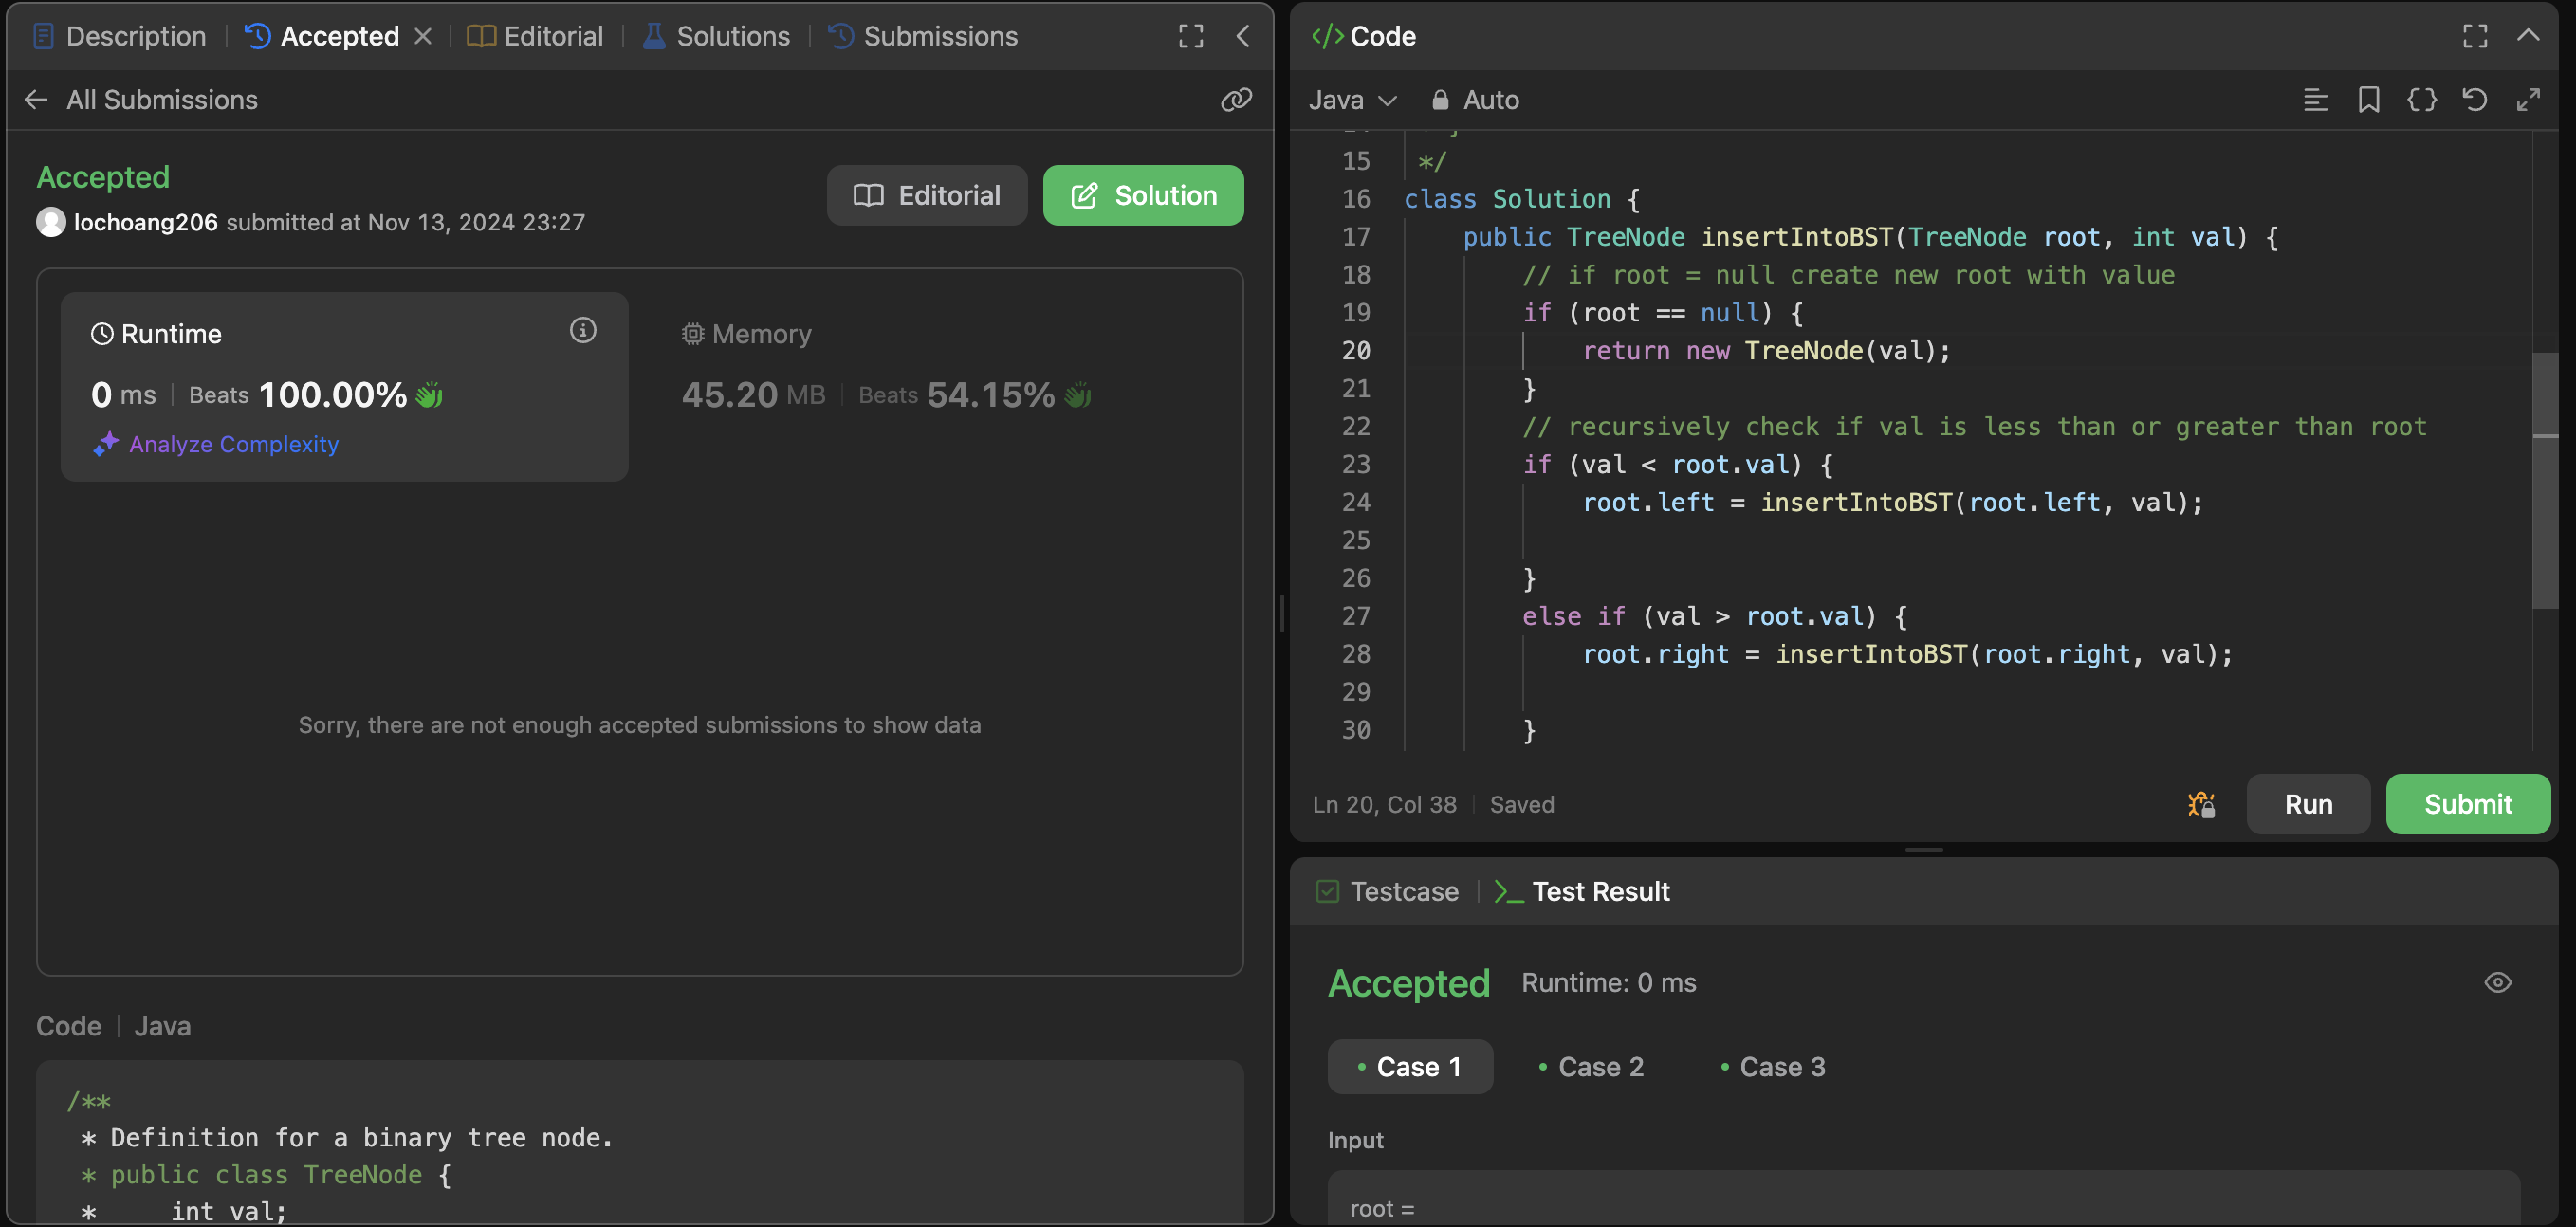 Description
Accepted
Editorial
Solutions
Submissions
All Submissions
Accepted
lochoang206 submitted at Nov 13, 2024 23:27
Editorial
Solution
Runtime
0 ms
Beats 100.00%
Analyze Complexity
Memory
45.20 MB
Beats 54.15%
Sorry, there are not enough accepted submissions to show data
Code
Java
/**
 * Definition for a binary tree node.
 * public class TreeNode {
 *     int val;
</> Code
Java
Auto
15  */
16 class Solution {
17     public TreeNode insertIntoBST(TreeNode root, int val) {
18         // if root = null create new root with value
19         if (root == null) {
20             return new TreeNode(val);
21         }
22         // recursively check if val is less than or greater than root
23         if (val < root.val) {
24             root.left = insertIntoBST(root.left, val);
25
26         }
27         else if (val > root.val) {
28             root.right = insertIntoBST(root.right, val);
29
30         }
Ln 20, Col 38
Saved
Run
Submit
Testcase
Test Result
Accepted
Runtime: 0 ms
• Case 1
• Case 2
• Case 3
Input
root =